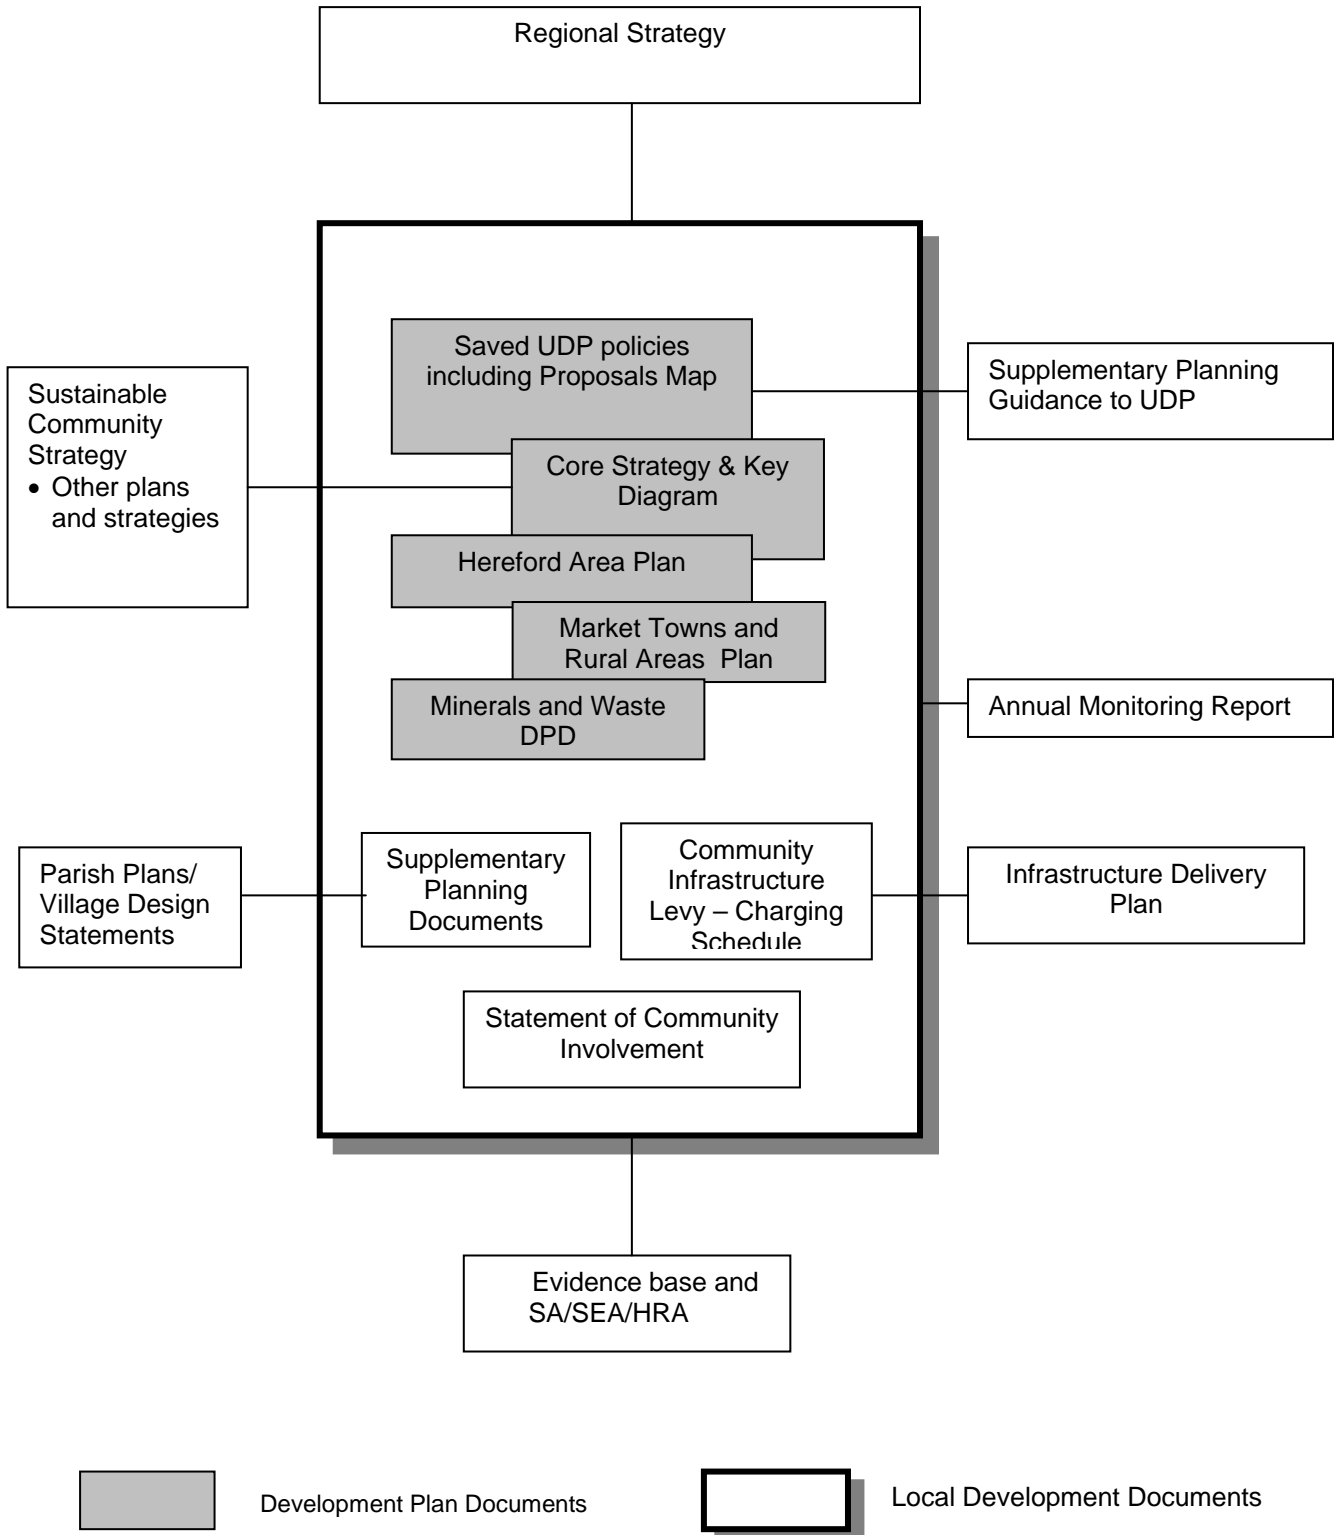 Regional Strategy
Saved UDP policies
including Proposals Map
Supplementary Planning
Guidance to UDP
Sustainable
Community
Strategy
• Other plans
and strategies
Core Strategy & Key
Diagram
Hereford Area Plan
Market Towns and
Rural Areas  Plan
Minerals and Waste
DPD
Annual Monitoring Report
Parish Plans/
Village Design
Statements
Supplementary
Planning
Documents
Community
Infrastructure
Levy – Charging
Schedule
Infrastructure Delivery
Plan
Statement of Community
Involvement
Evidence base and
SA/SEA/HRA
Development Plan Documents
Local Development Documents